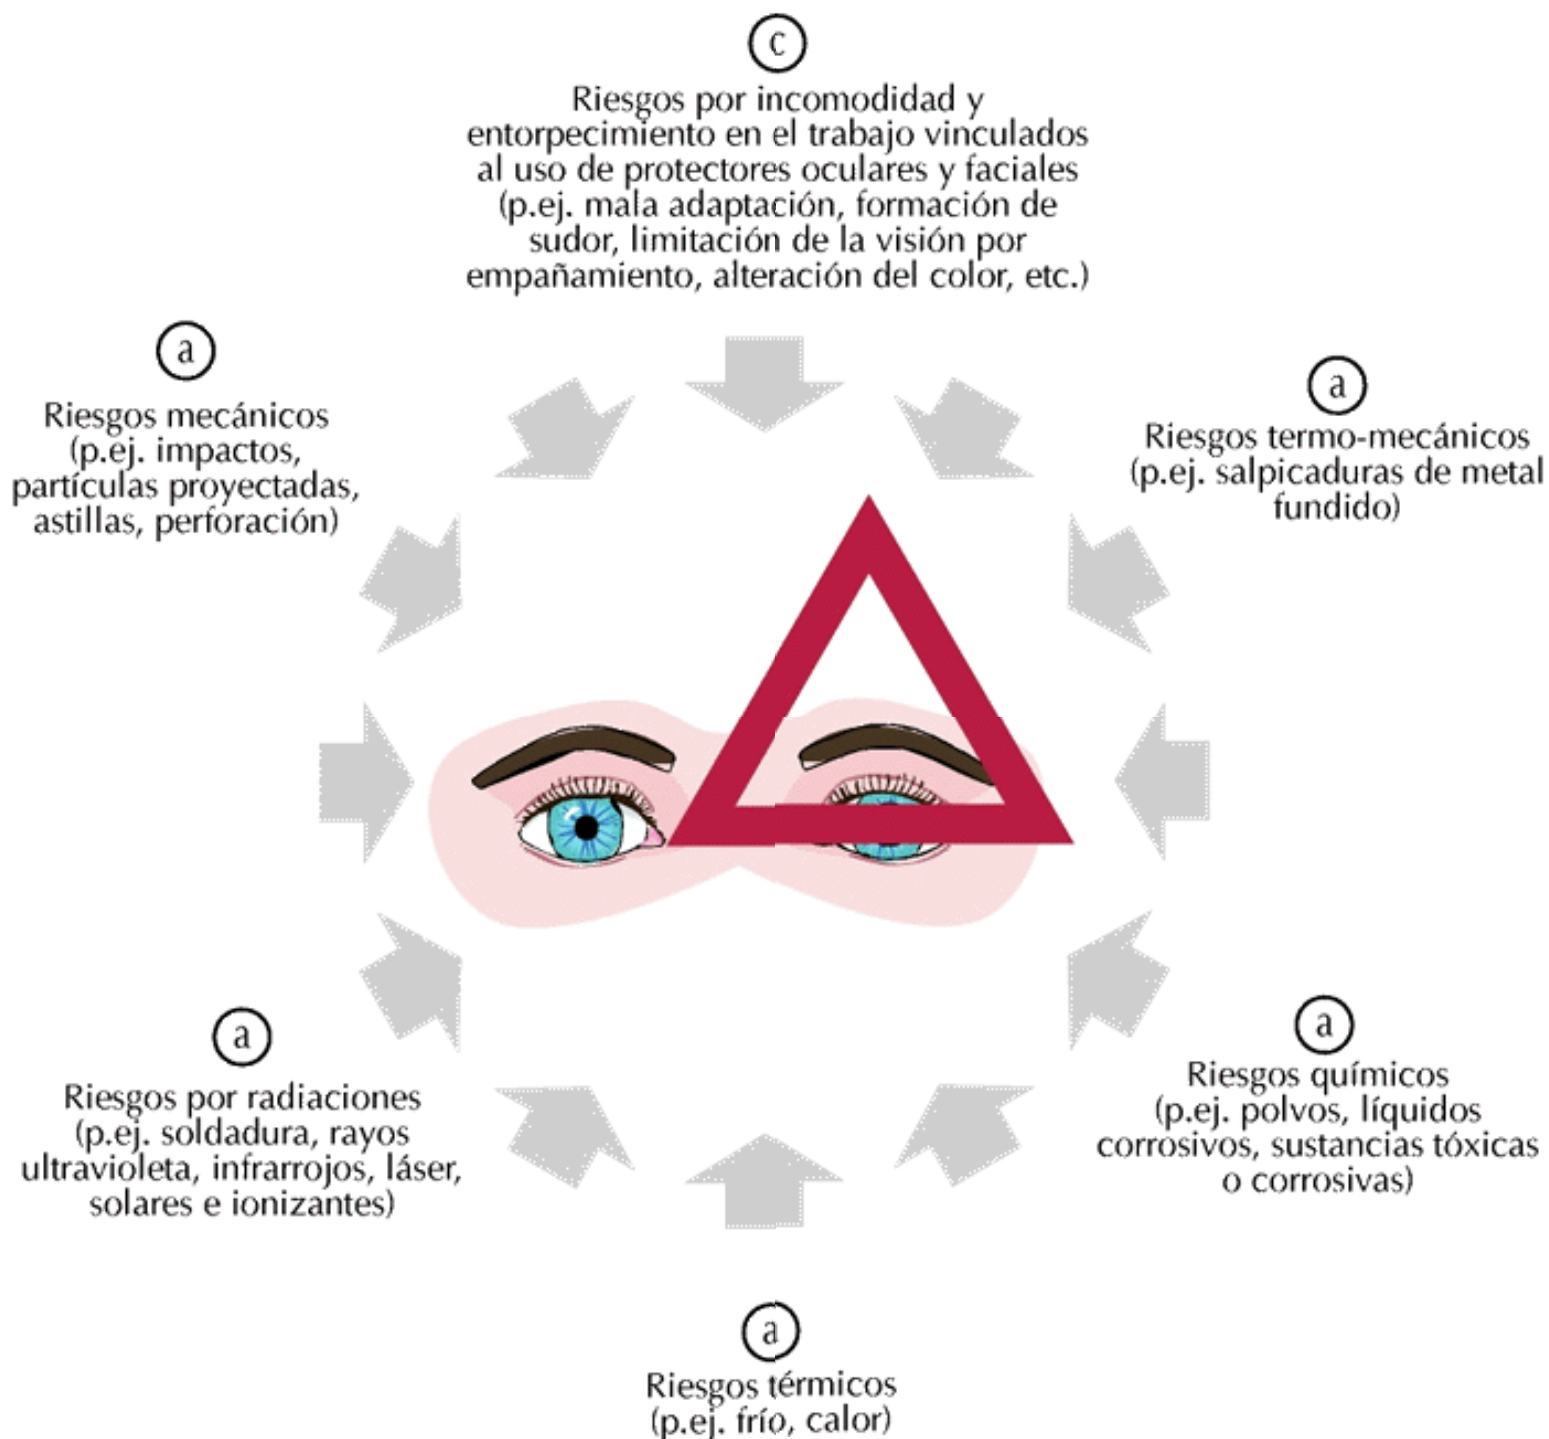 c
Riesgos por incomodidad y
entorpecimiento en el trabajo vinculados
al uso de protectores oculares y faciales
(p.ej. mala adaptación, formación de
sudor, limitación de la visión por
empañamiento, alteración del color, etc.)
a
Riesgos mecánicos
(p.ej. impactos,
partículas proyectadas,
astillas, perforación)
a
Riesgos termo-mecánicos
(p.ej. salpicaduras de metal
fundido)
a
Riesgos por radiaciones
(p.ej. soldadura, rayos
ultravioleta, infrarrojos, láser,
solares e ionizantes)
a
Riesgos químicos
(p.ej. polvos, líquidos
corrosivos, sustancias tóxicas
o corrosivas)
a
Riesgos térmicos
(p.ej. frío, calor)